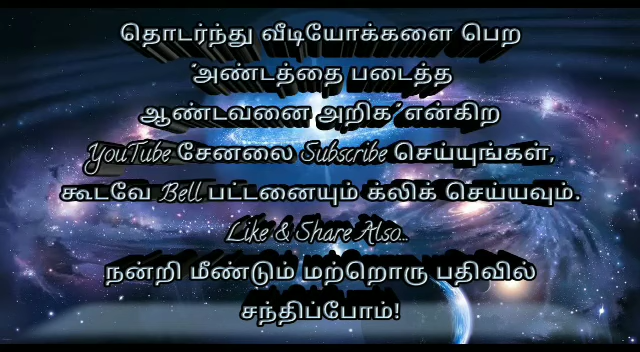 தொடர்ந்து வீடியோக்களை பெற
"அண்டத்தை படைத்த
ஆண்டவனை அறிக" என்கிற
YouTube சேனலை Subscribe செய்யுங்கள்,
கூடவே Bell பட்டனையும் க்லிக் செய்யவும்.
Like & Share Also...
நன்றி மீண்டும் மற்றொரு பதிவில்
சந்திப்போம்!